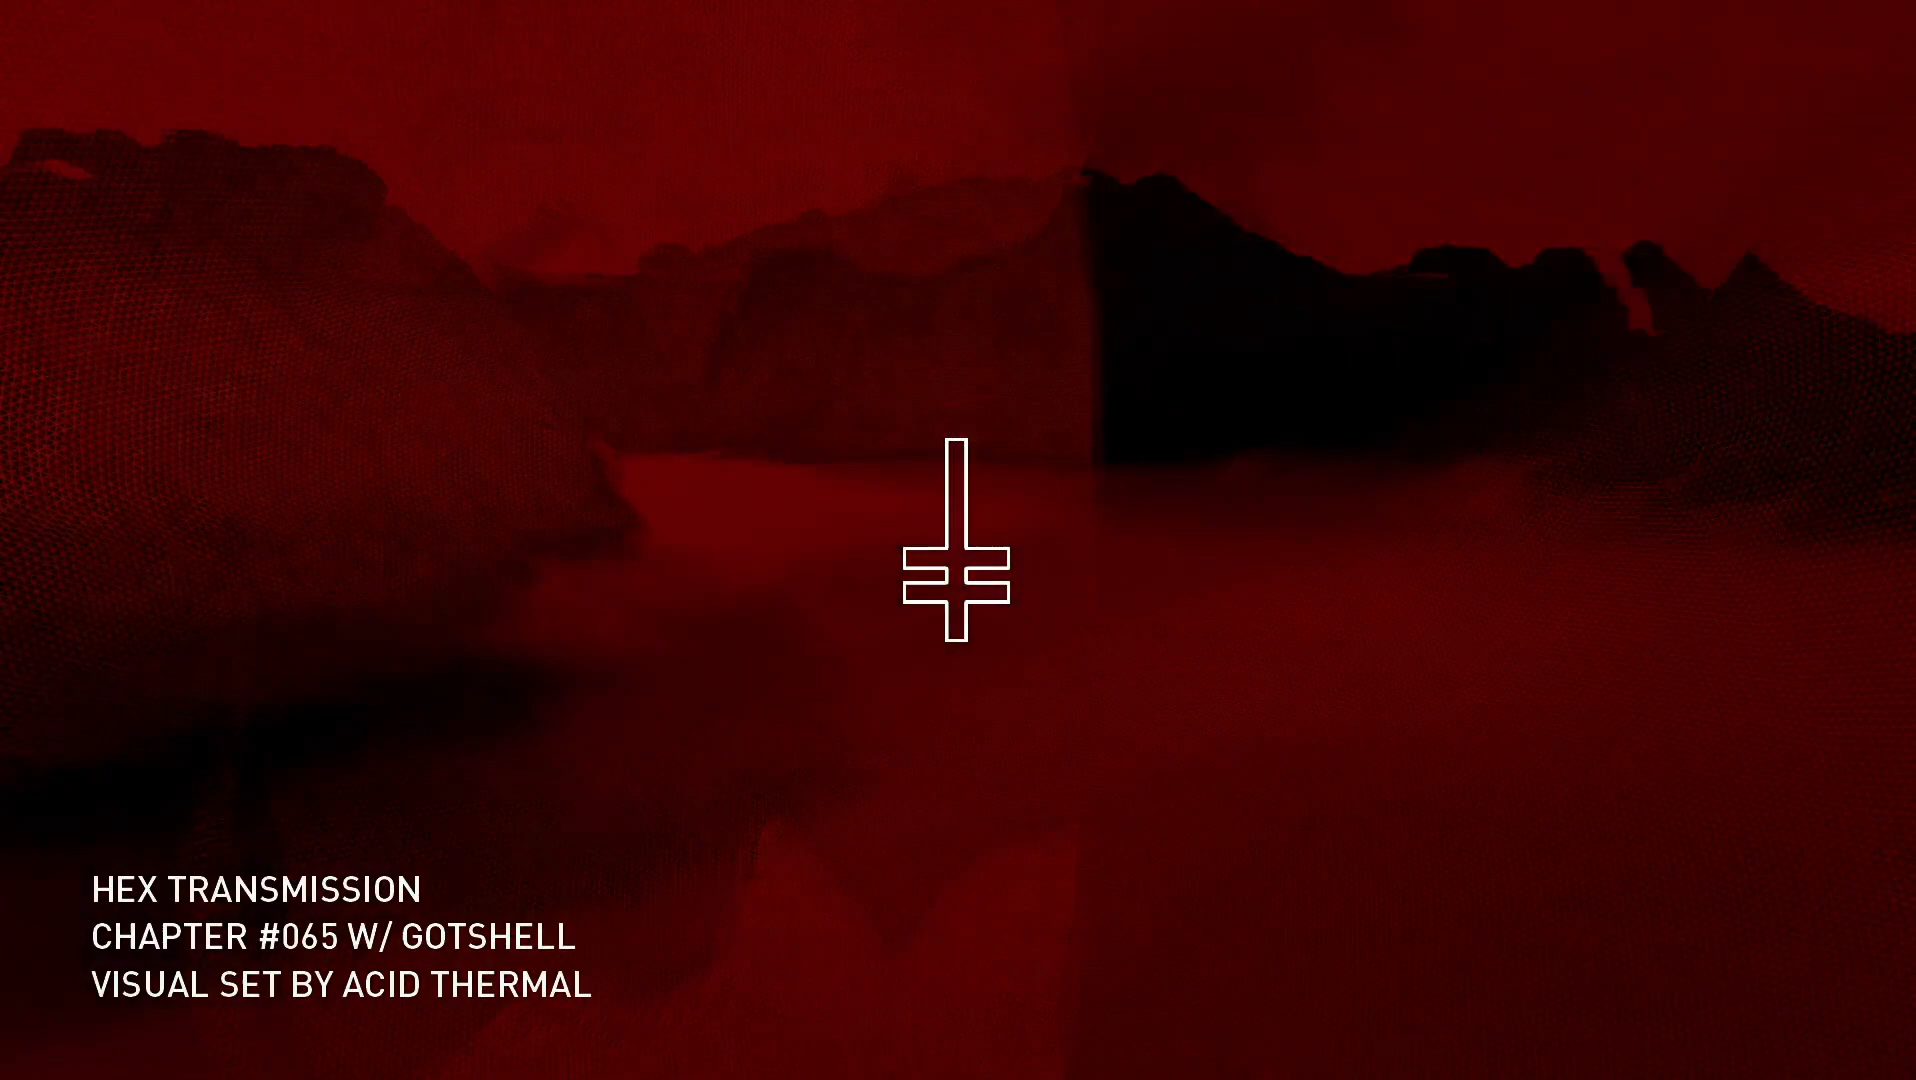 HEX TRANSMISSION
CHAPTER #065 W/ GOTSHELL
VISUAL SET BY ACID THERMAL